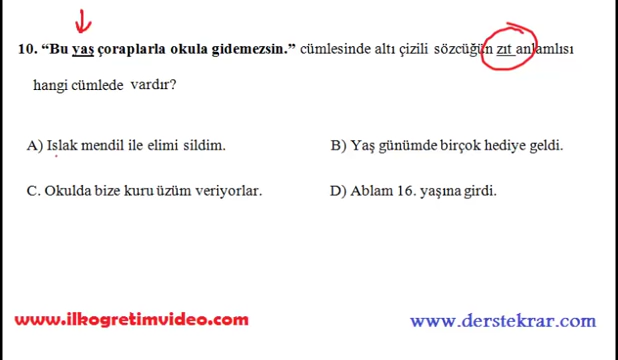 10. “Bu yaş çoraplarla okula gidemezsin.” cümlesinde altı çizili sözcüğün zıt anlamlısı
hangi cümlede vardır?
A) Islak mendil ile elimi sildim. B) Yaş günümde birçok hediye geldi.
C. Okulda bize kuru üzüm veriyorlar. D) Ablam 16. yaşına girdi.
www.ilkogretimvideo.com www.derstekrar.com